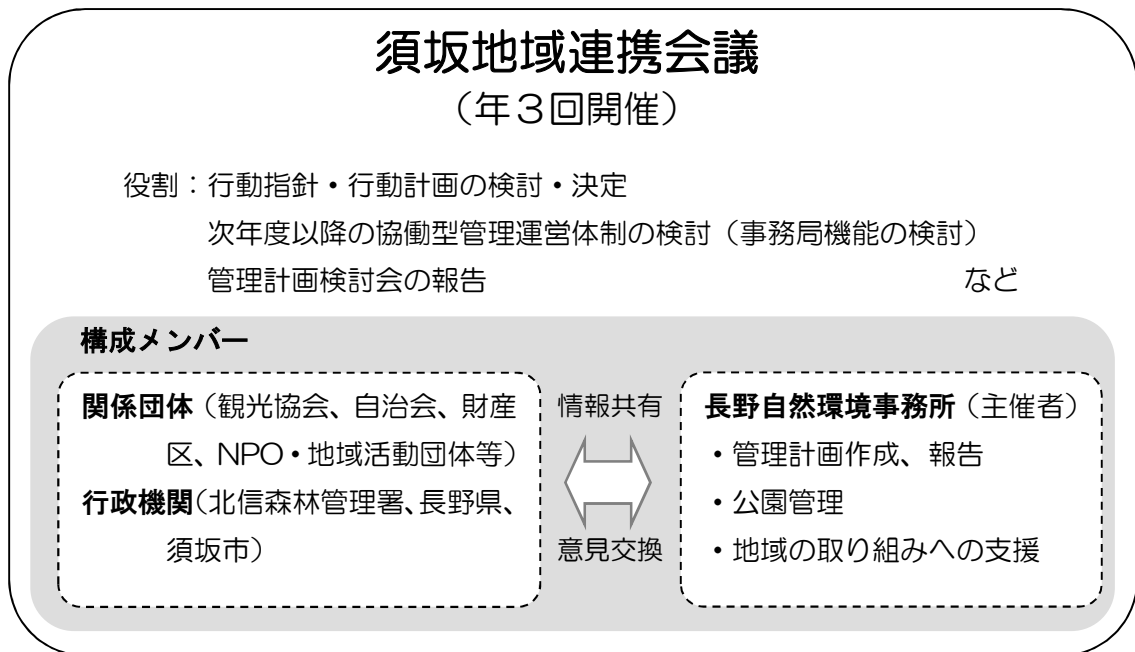 須坂地域連携会議
（年３回開催）
役割：行動指針・行動計画の検討・決定
次年度以降の協働型管理運営体制の検討（事務局機能の検討）
管理計画検討会の報告　など
構成メンバー
関係団体（観光協会、自治会、財産
区、NPO・地域活動団体等）
行政機関（北信森林管理署、長野県、
須坂市）
情報共有
意見交換
長野自然環境事務所（主催者）
・管理計画作成、報告
・公園管理
・地域の取り組みへの支援